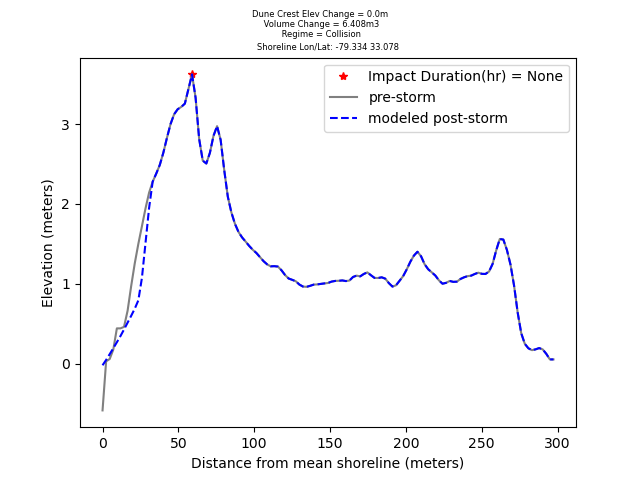 Dune Crest Elev Change = 0.0m
Volume Change = 6.408m3
Regime = Collision
Shoreline Lon/Lat: -79.334 33.078
Impact Duration(hr) = None
pre-storm
modeled post-storm
Elevation (meters)
3
2
1
0
0 50 100 150 200 250 300
Distance from mean shoreline (meters)